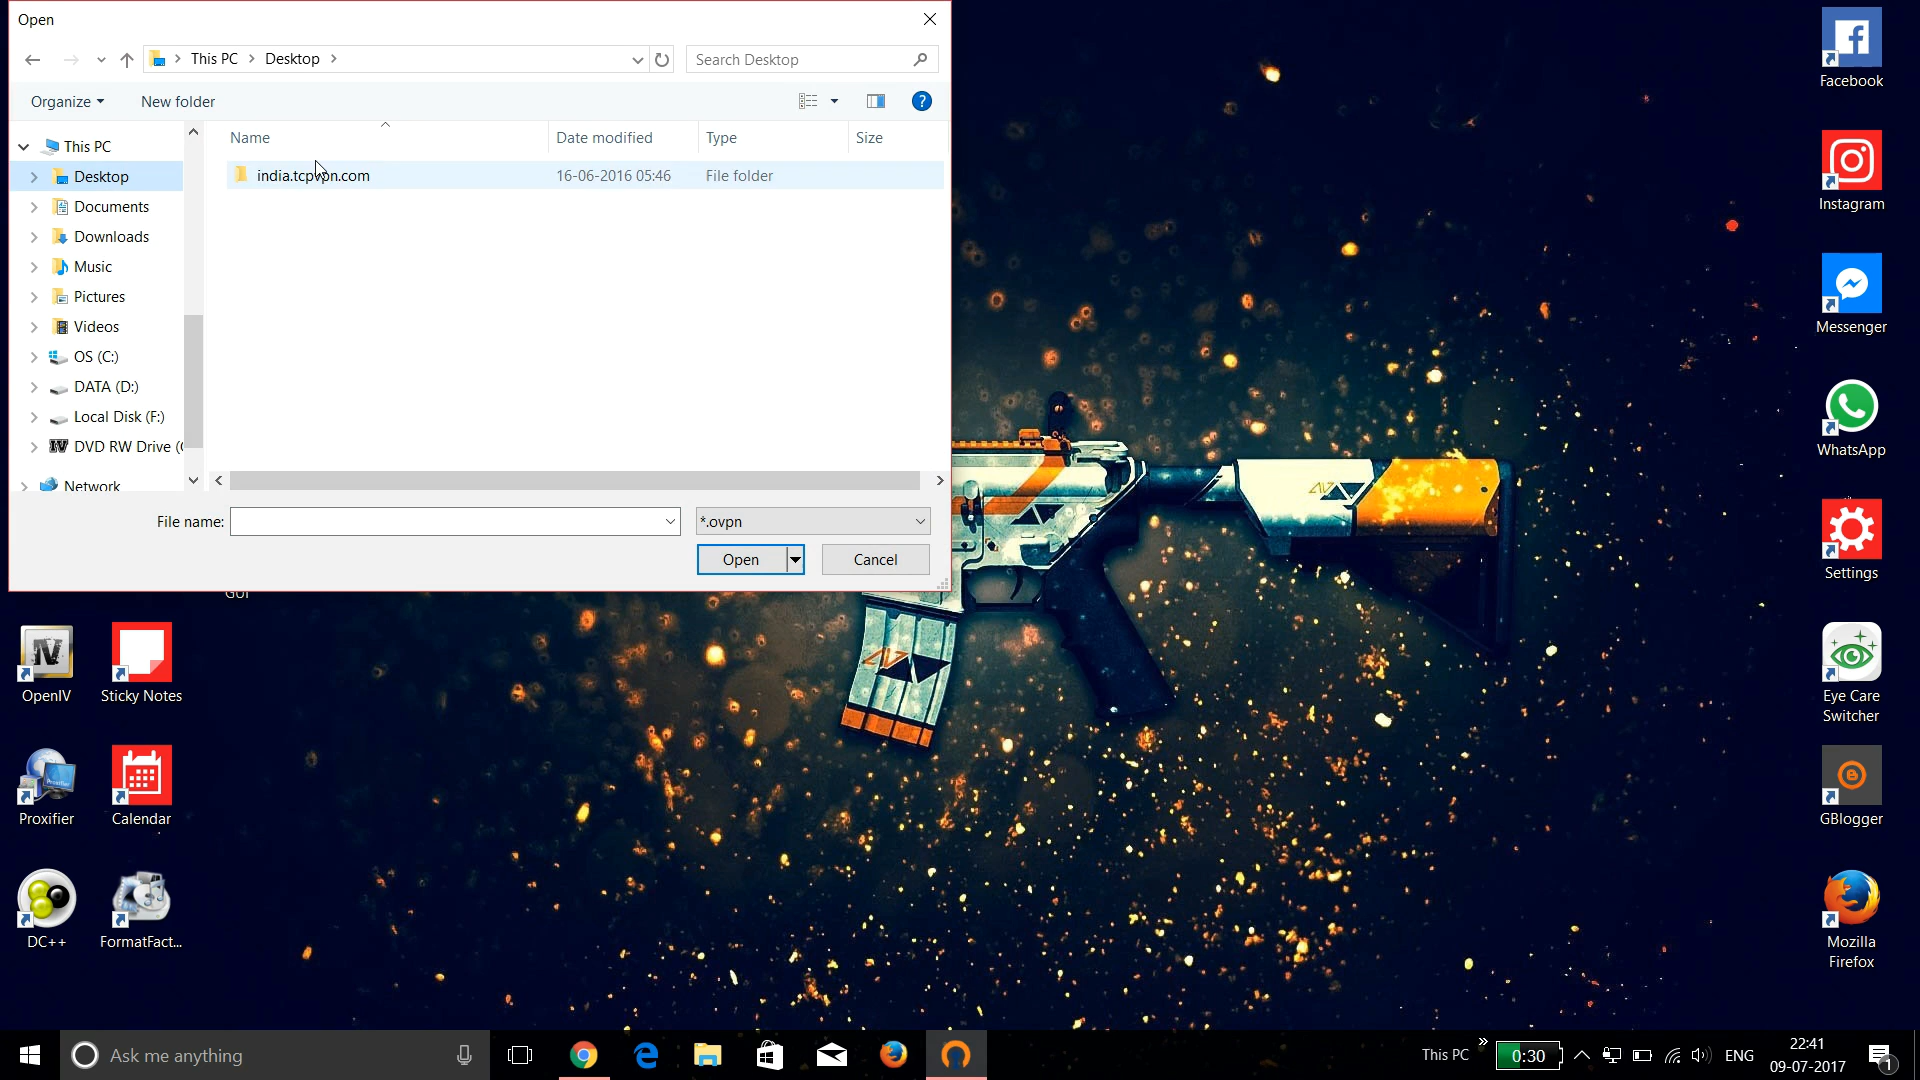 Open
This PC > Desktop >
Search Desktop
Organize
New folder
?
Name
Date modified
Type
Size
This PC
Desktop
Documents
Downloads
Music
Pictures
Videos
OS (C:)
DATA (D:)
Local Disk (F:)
DVD RW Drive (
Network
india.tcpvpn.com
16-06-2016 05:46
File folder
File name:
*.ovpn
Open
Cancel
GUI
OpenIV
Sticky Notes
Proxifier
Calendar
DC++
FormatFact...
Facebook
Instagram
Messenger
WhatsApp
Settings
Eye Care
Switcher
GBlogger
Mozilla
Firefox
Ask me anything
This PC
0:30
ENG
22:41
09-07-2017
1